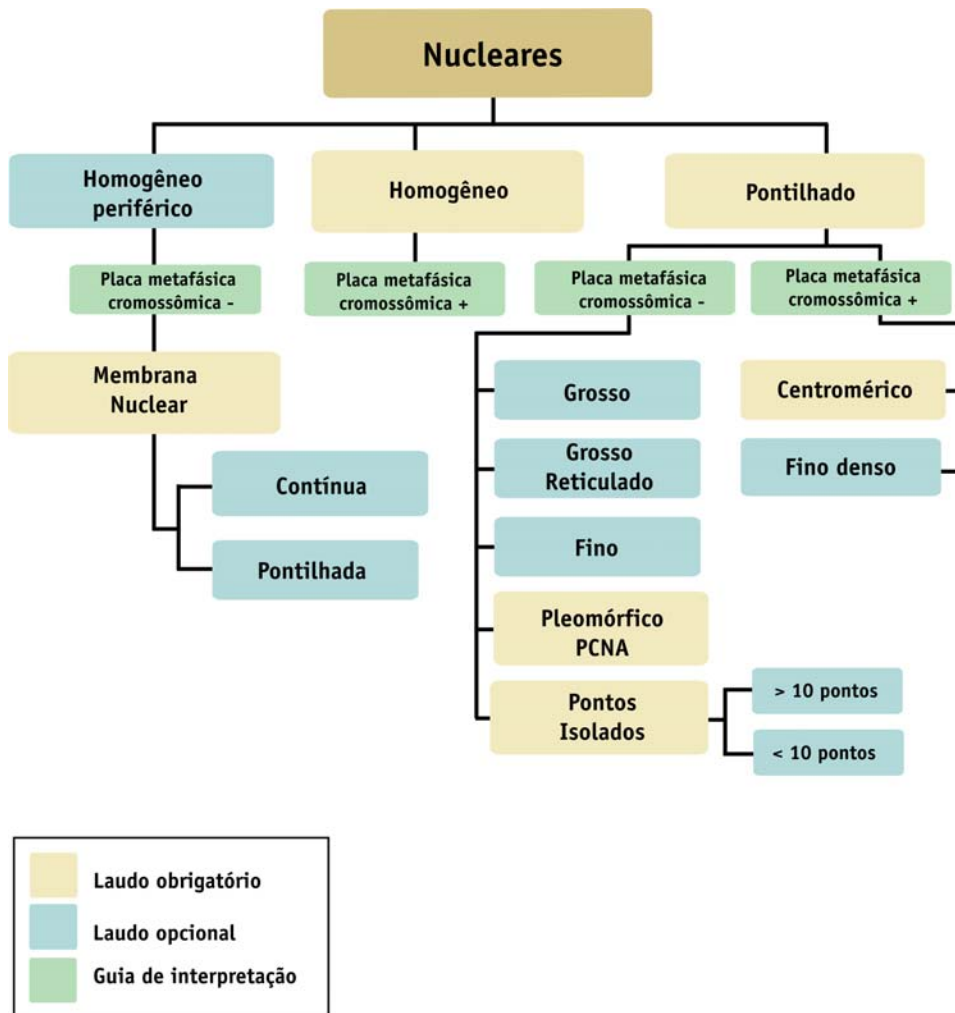 Nucleares
Homogêneo
periférico
Homogêneo
Pontilhado
Placa metafásica
cromossômica -
Placa metafásica
cromossômica +
Placa metafásica
cromossômica -
Placa metafásica
cromossômica +
Membrana
Nuclear
Contínua
Pontilhada
Grosso
Grosso
Reticulado
Fino
Pleomórfico
PCNA
Pontos
Isolados
> 10 pontos
< 10 pontos
Centromérico
Fino denso
Laudo obrigatório
Laudo opcional
Guia de interpretação